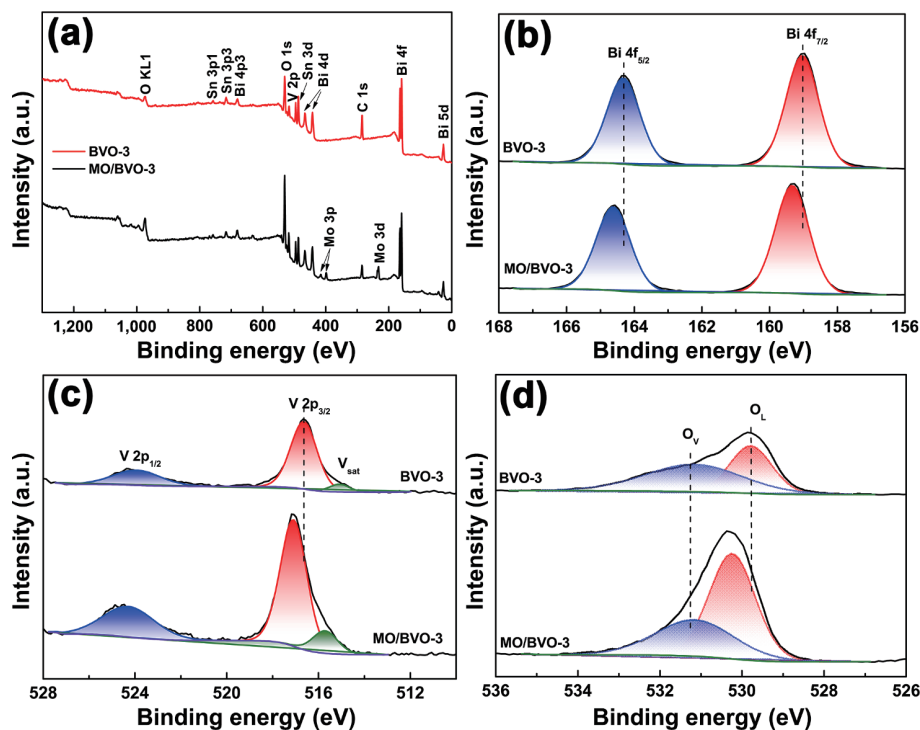 (a)
Intensity (a.u.)
O KL1
Sn 3p1
Sn 3p3
Bi 4p3
O 1s
V 2p
Sn 3d
Bi 4d
C 1s
Bi 4f
Bi 5d
BVO-3
MO/BVO-3
Mo 3p
Mo 3d
1,200 1,000 800 600 400 200 0
Binding energy (eV)
(b)
Intensity (a.u.)
Bi 4f5/2
Bi 4f7/2
BVO-3
MO/BVO-3
168 166 164 162 160 158 156
Binding energy (eV)
(c)
Intensity (a.u.)
V 2p3/2
V 2p1/2
Vsat
BVO-3
MO/BVO-3
528 524 520 516 512
Binding energy (eV)
(d)
Intensity (a.u.)
OL
OV
BVO-3
MO/BVO-3
536 534 532 530 528 526
Binding energy (eV)